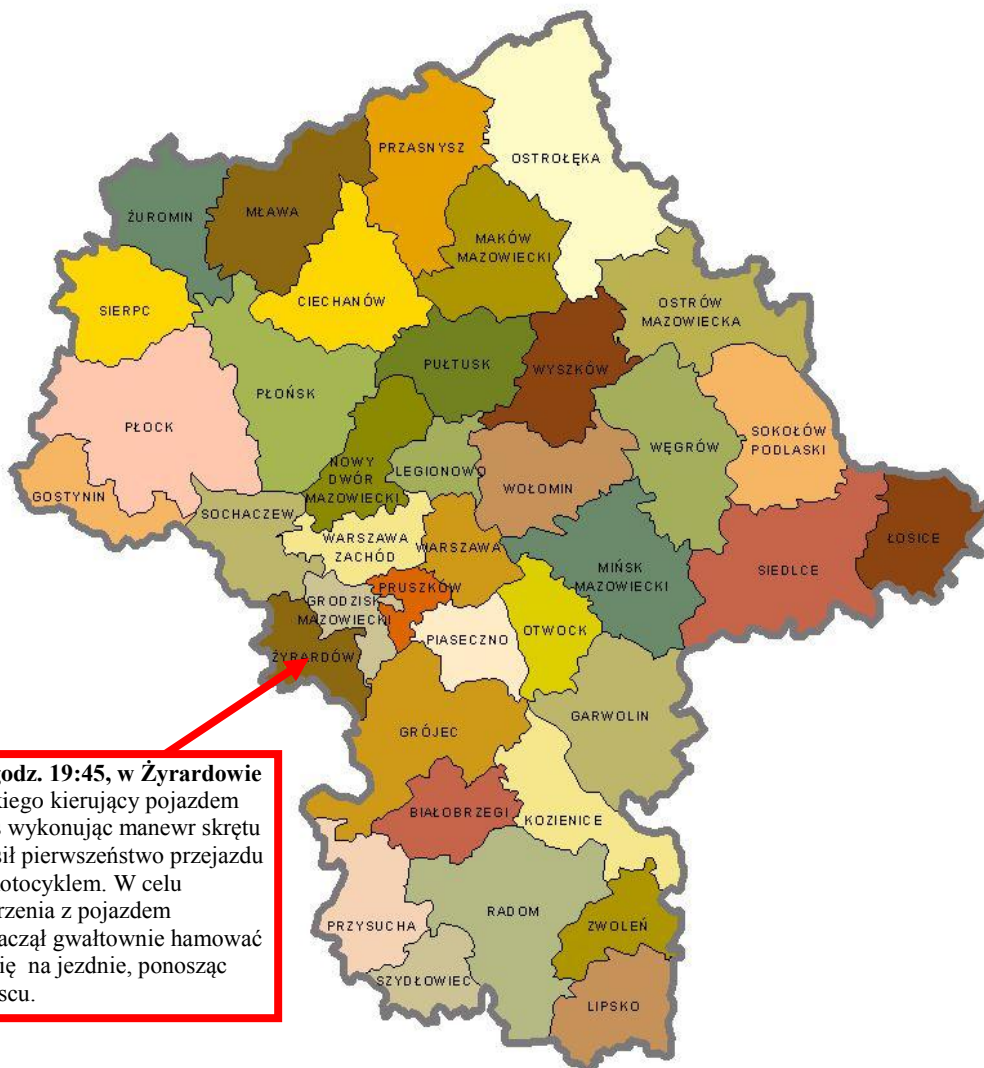 PRZASNYSZ
OSTROŁĘKA
ŻUROMIN
MŁAWA
MAKÓW
MAZOWIECKI
SIERPC
CIECHANÓW
OSTRÓW
MAZOWIECKA
PŁOCK
PŁOŃSK
PUŁTUSK
WYSZKÓW
WĘGRÓW
SOKOŁÓW
PODLASKI
GOSTYNIN
NOWY
DWÓR
MAZOWIECKI
LEGIONOWO
WOŁOMIN
SOCHACZEW
WARSZAWA
ZACHÓD
WARSZAWA
MIŃSK
MAZOWIECKI
SIEDLCE
ŁOSICE
GRODZISK
MAZOWIECKI
PRUSZKÓW
PIASECZNO
OTWOCK
ŻYRARDÓW
GARWOLIN
GRÓJEC
BIAŁOBRZEGI
KOZIENICE
PRZYSUCHA
RADOM
ZWOLEŃ
SZYDŁOWIEC
LIPSKO
godz. 19:45, w Żyrardowie
kiego kierujący pojazdem
wykonując manewr skrętu
sił pierwszeństwo przejazdu
otocyklem. W celu
rzenia z pojazdem
aczął gwałtownie hamować
ię na jezdnie, ponosząc
scu.